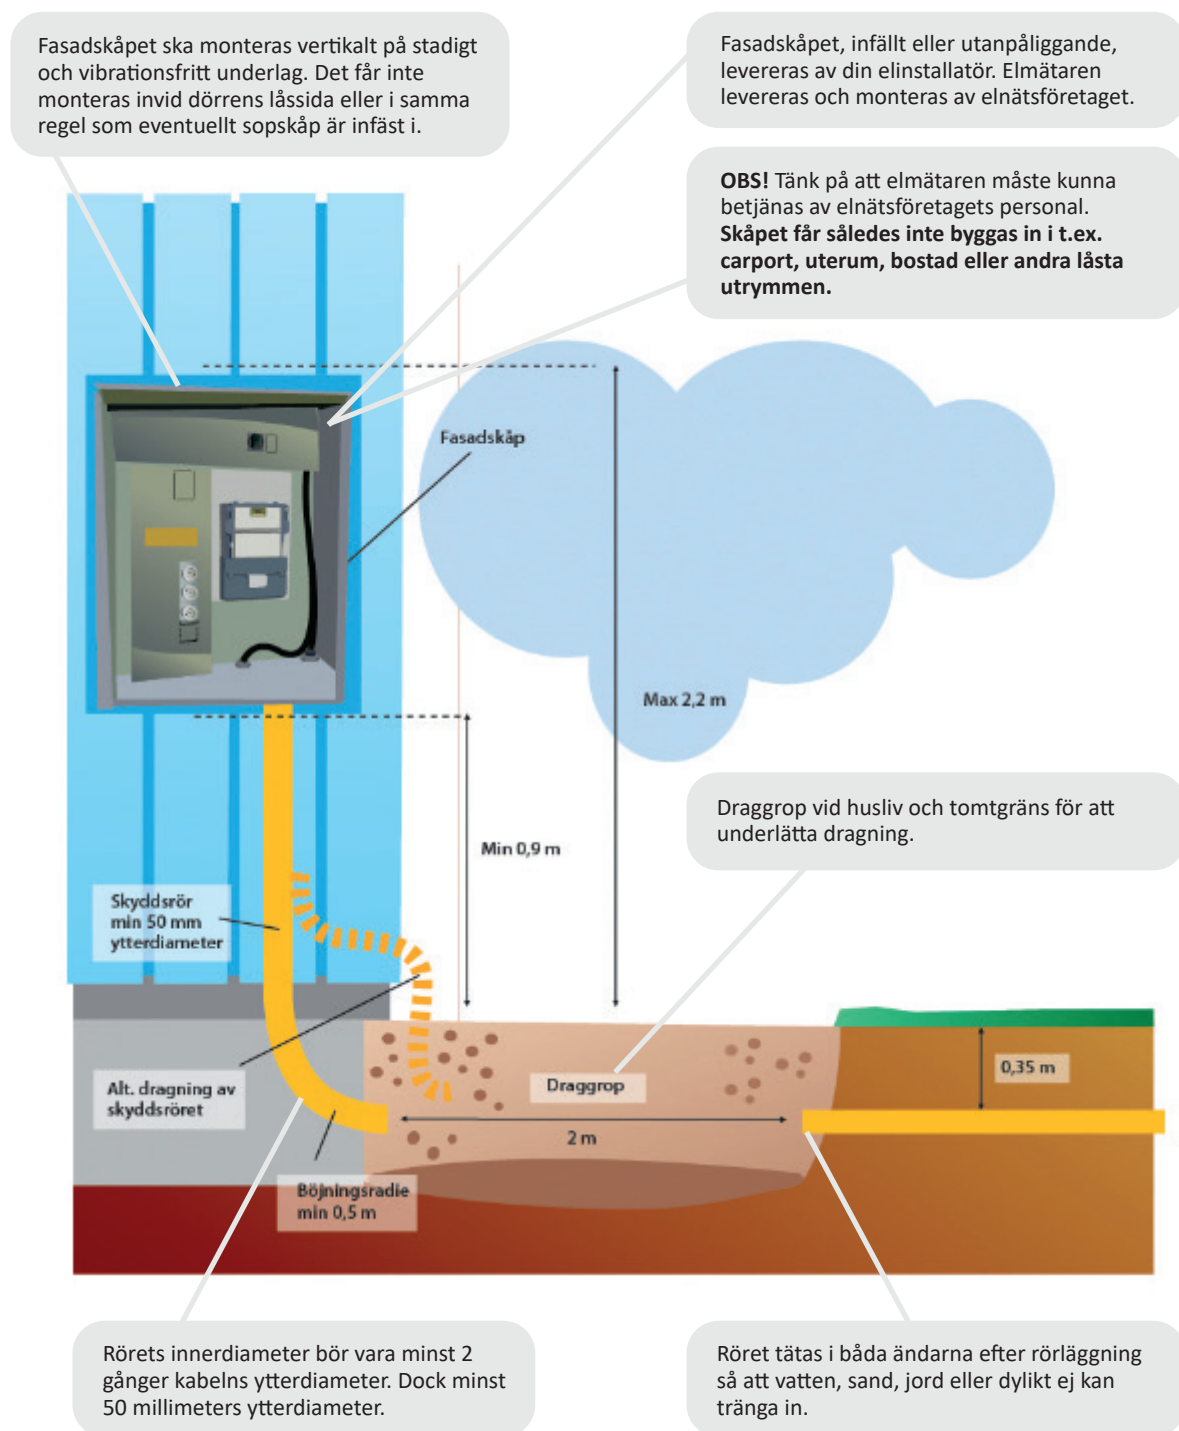 Fasadskåpet ska monteras vertikalt på stadigt
och vibrationsfritt underlag. Det får inte
monteras invid dörrens låssida eller i samma
regel som eventuellt sopskåp är infäst i.
Fasadskåpet, infällt eller utanpåliggande,
levereras av din elinstallatör. Elmätaren
levereras och monteras av elnätsföretaget.
OBS! Tänk på att elmätaren måste kunna
betjänas av elnätsföretagets personal.
Skåpet får således inte byggas in i t.ex.
carport, uterum, bostad eller andra låsta
utrymmen.
Fasadskåp
Max 2,2 m
Min 0,9 m
Draggrop vid husliv och tomtgräns för att
underlätta dragning.
Skyddsrör
min 50 mm
ytterdiameter
Alt. dragning av
skyddsröret
Draggrop
0,35 m
2 m
Böjningsradie
min 0,5 m
Rörets innerdiameter bör vara minst 2
gånger kabelns ytterdiameter. Dock minst
50 millimeters ytterdiameter.
Röret tätas i båda ändarna efter rörläggning
så att vatten, sand, jord eller dylikt ej kan
tränga in.